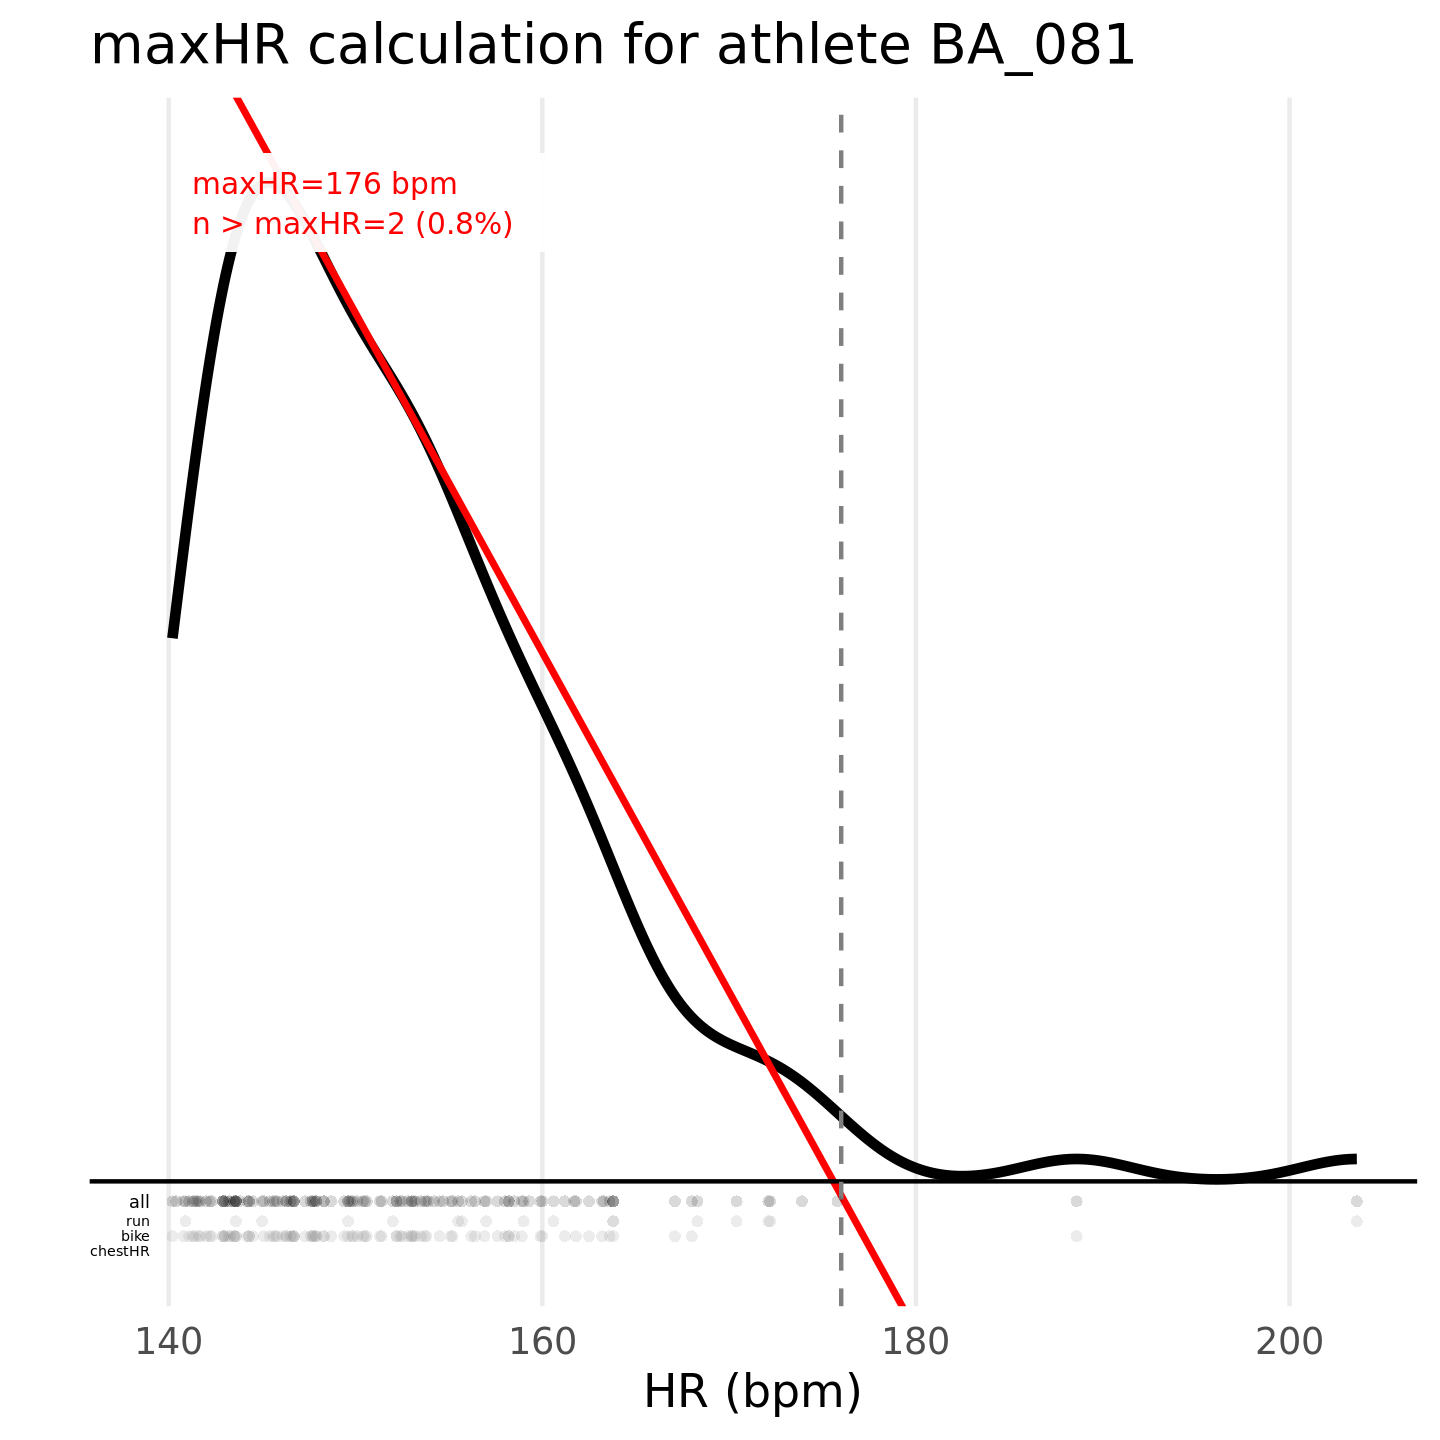 maxHR calculation for athlete BA_081
maxHR=176 bpm
n > maxHR=2 (0.8%)
all
run
bike
chestHR
140 160 180 200
HR (bpm)